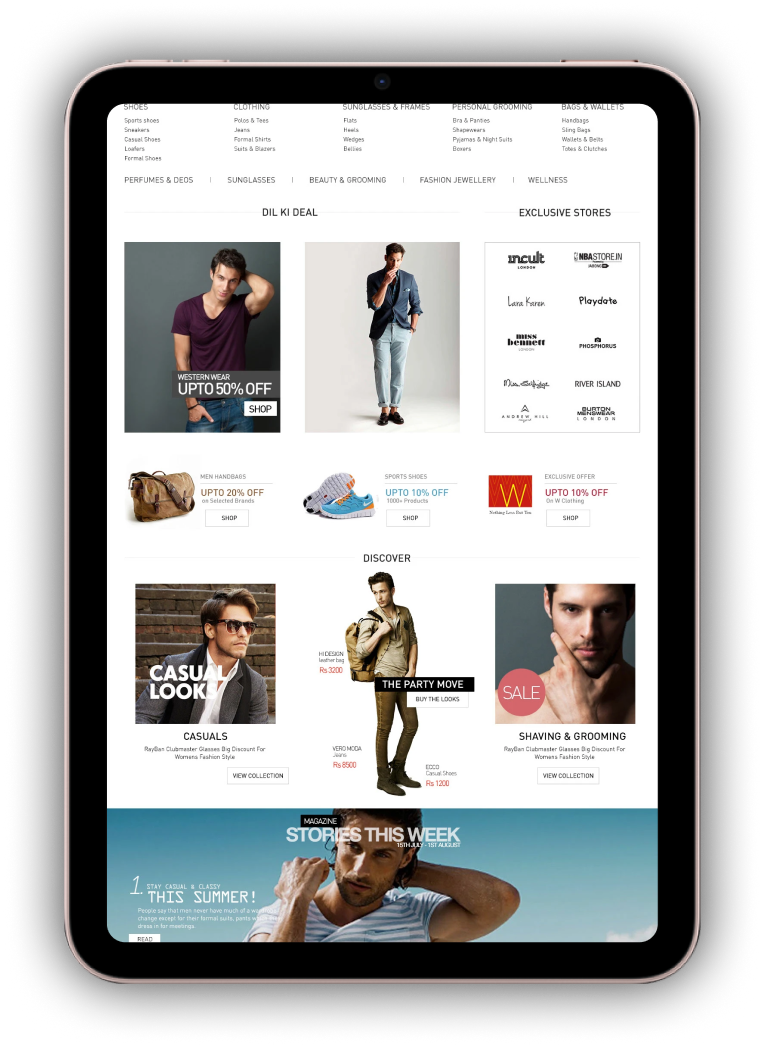 SHOES
Sports shoes
Sneakers
Casual Shoes
Loafers
Formal Shoes
CLOTHING
Polos & Tees
Jeans
Formal Shirts
Suits & Blazers
SUNGLASSES & FRAMES
Flats
Heels
Wedges
Bellies
PERSONAL GROOMING
Bra & Panties
Shapewears
Pyjamas & Night Suits
Boxers
BAGS & WALLETS
Handbags
Sling Bags
Wallets & Belts
Totes & Clutches
PERFUMES & DEOS | SUNGLASSES | BEAUTY & GROOMING | FASHION JEWELLERY | WELLNESS
DIL KI DEAL
WESTERN WEAR
UPTO 50% OFF
SHOP
EXCLUSIVE STORES
incult
LONDON
NBASTORE.IN
JABONG
Lara Karen
Playdate
miss
bennett
LONDON
PHOSPHORUS
RIVER ISLAND
ANDREW HILL
BURTON
MENSWEAR
LONDON
MEN HANDBAGS
UPTO 20% OFF
on Selected Brands
SHOP
SPORTS SHOES
UPTO 10% OFF
1000+ Products
SHOP
W
Nothing Less For You
EXCLUSIVE OFFER
UPTO 10% OFF
On W Clothing
SHOP
DISCOVER
CASUAL
LOOKS
CASUALS
RayBan Clubmaster Glasses Big Discount For
Womens Fashion Style
VIEW COLLECTION
HIDESIGN
leather bag
Rs 3200
THE PARTY MOVE
BUY THE LOOKS
VERO MODA
Jeans
Rs 8500
ECCO
Casual Shoes
Rs 1200
SALE
SHAVING & GROOMING
RayBan Clubmaster Glasses Big Discount For
Womens Fashion Style
VIEW COLLECTION
MAGAZINE
STORIES THIS WEEK
15TH JULY - 1ST AUGUST
1.
STAY CASUAL & CLASSY
THIS SUMMER!
People say that men never have much of a
change except for their formal suits, pants
dress in for meetings.
READ